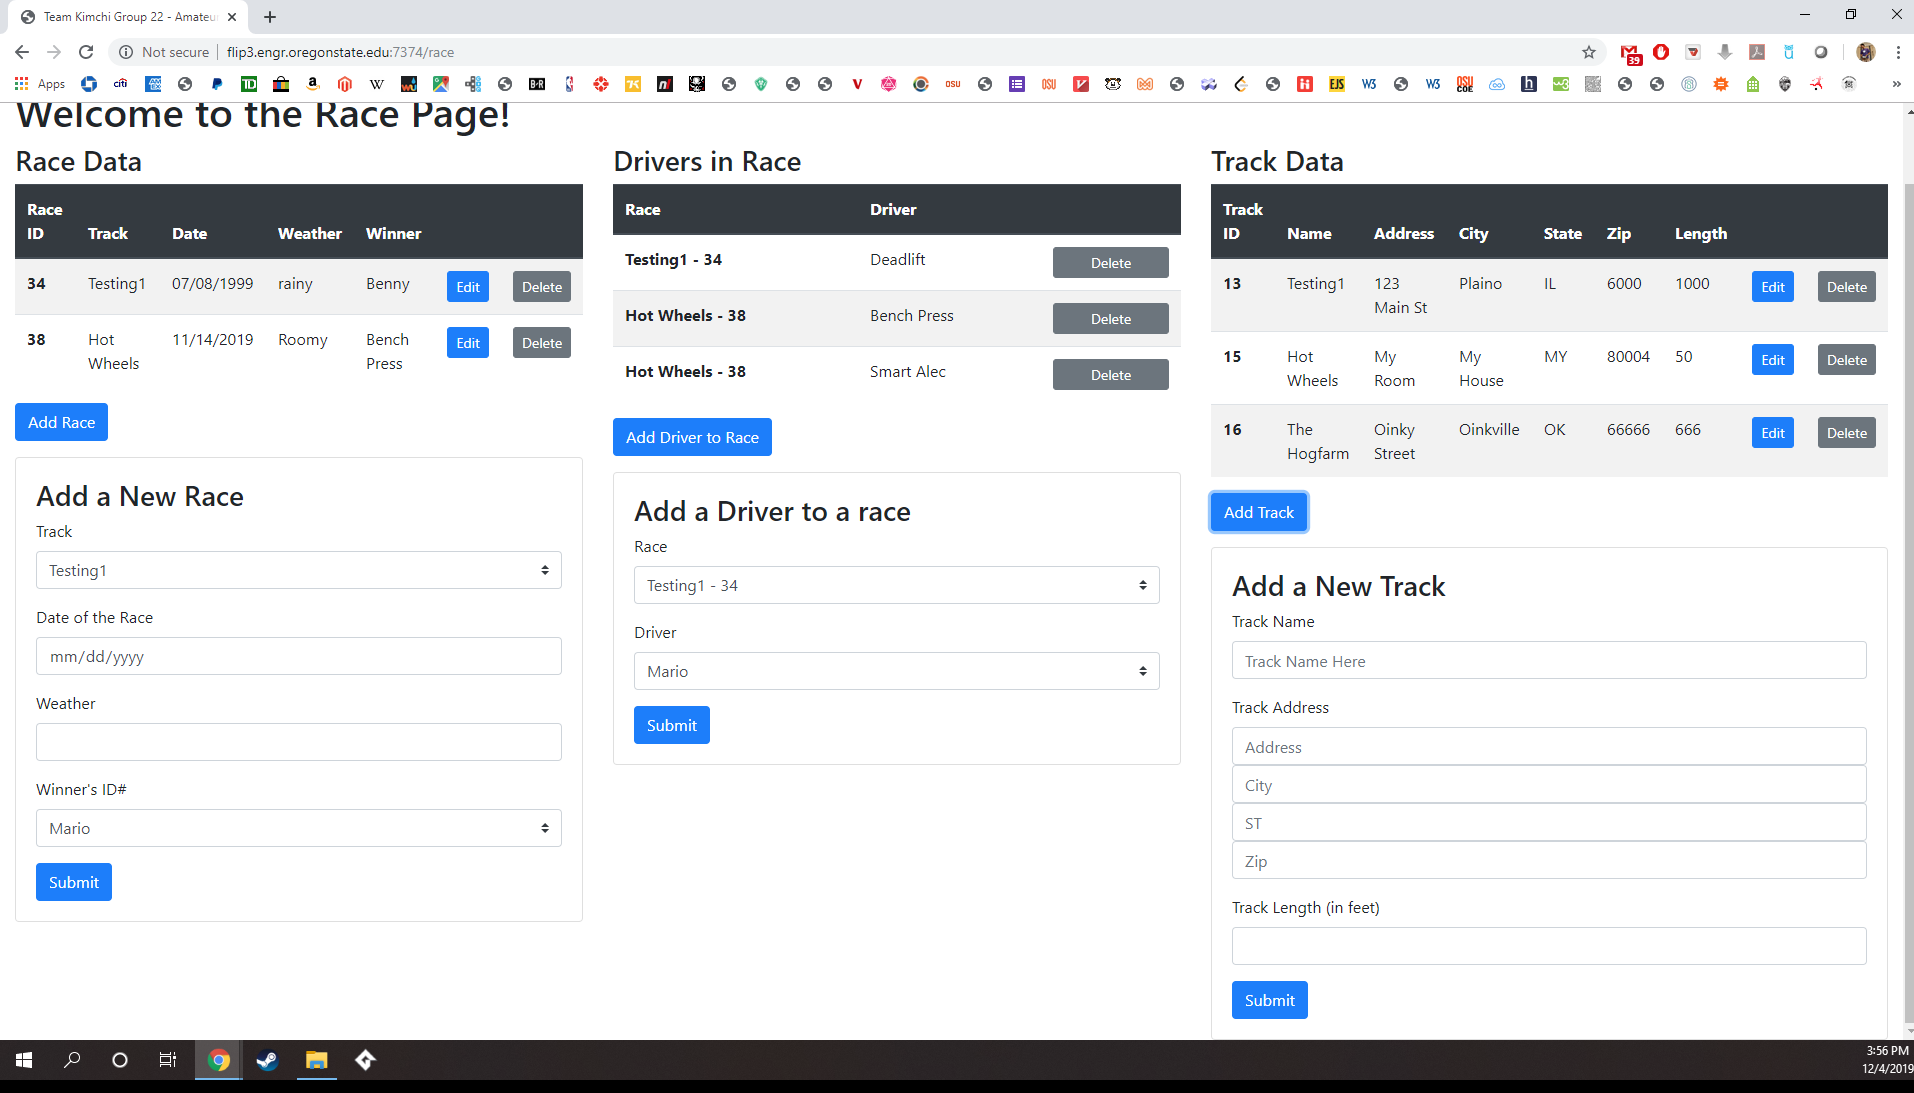 Team Kimchi Group 22 - Amateu
Not secure | flip3.engr.oregonstate.edu:7374/race
39
Apps
Welcome to the Race Page!
Race Data
Race ID Track Date Weather Winner
34 Testing1 07/08/1999 rainy Benny Edit Delete
38 Hot Wheels 11/14/2019 Roomy Bench Press Edit Delete
Add Race
Add a New Race
Track
Testing1
Date of the Race
mm/dd/yyyy
Weather
Winner's ID#
Mario
Submit
Drivers in Race
Race Driver
Testing1 - 34 Deadlift Delete
Hot Wheels - 38 Bench Press Delete
Hot Wheels - 38 Smart Alec Delete
Add Driver to Race
Add a Driver to a race
Race
Testing1 - 34
Driver
Mario
Submit
Track Data
Track ID Name Address City State Zip Length
13 Testing1 123 Main St Plaino IL 6000 1000 Edit Delete
15 Hot Wheels My Room My House MY 80004 50 Edit Delete
16 The Hogfarm Oinky Street Oinkville OK 66666 666 Edit Delete
Add Track
Add a New Track
Track Name
Track Name Here
Track Address
Address
City
ST
Zip
Track Length (in feet)
Submit
3:56 PM
12/4/2019